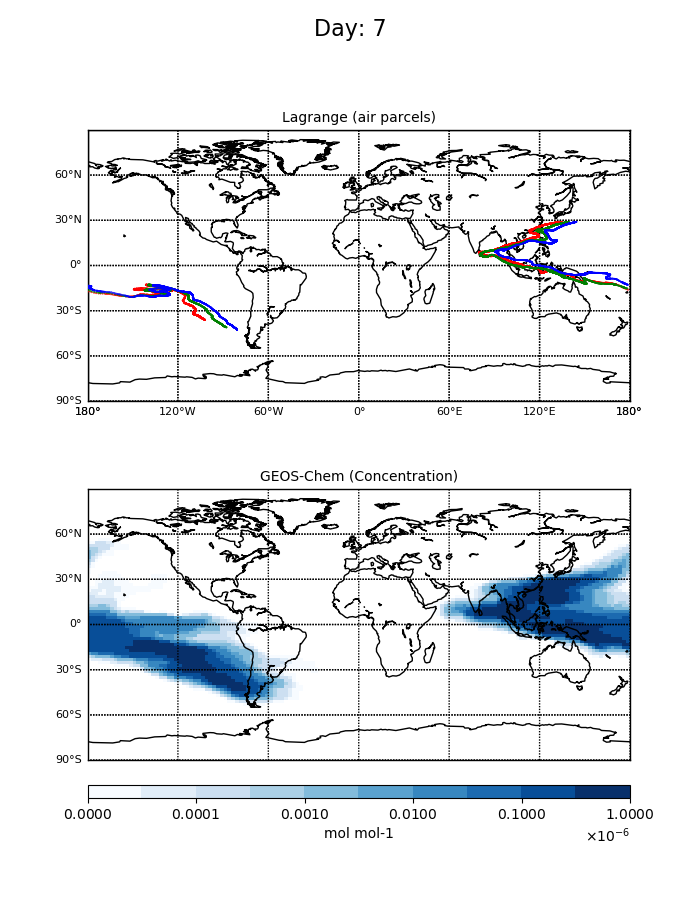 Day: 7
Lagrange (air parcels)
60°N
30°N
0°
30°S
60°S
90°S
180° 120°W 60°W 0° 60°E 120°E 180°
GEOS-Chem (Concentration)
60°N
30°N
0°
30°S
60°S
90°S
0.0000 0.0001 0.0010 0.0100 0.1000 1.0000
mol mol-1 ×10⁻⁶